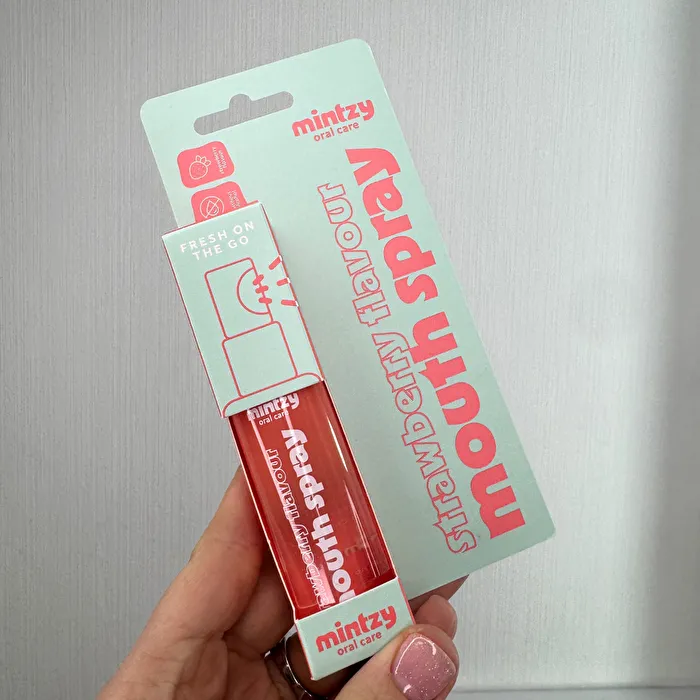 mintzy
oral care
strawberry flavour
mouth spray
FRESH ON
THE GO
mintzy
oral care
flavour
mouth spray
mintzy
oral care